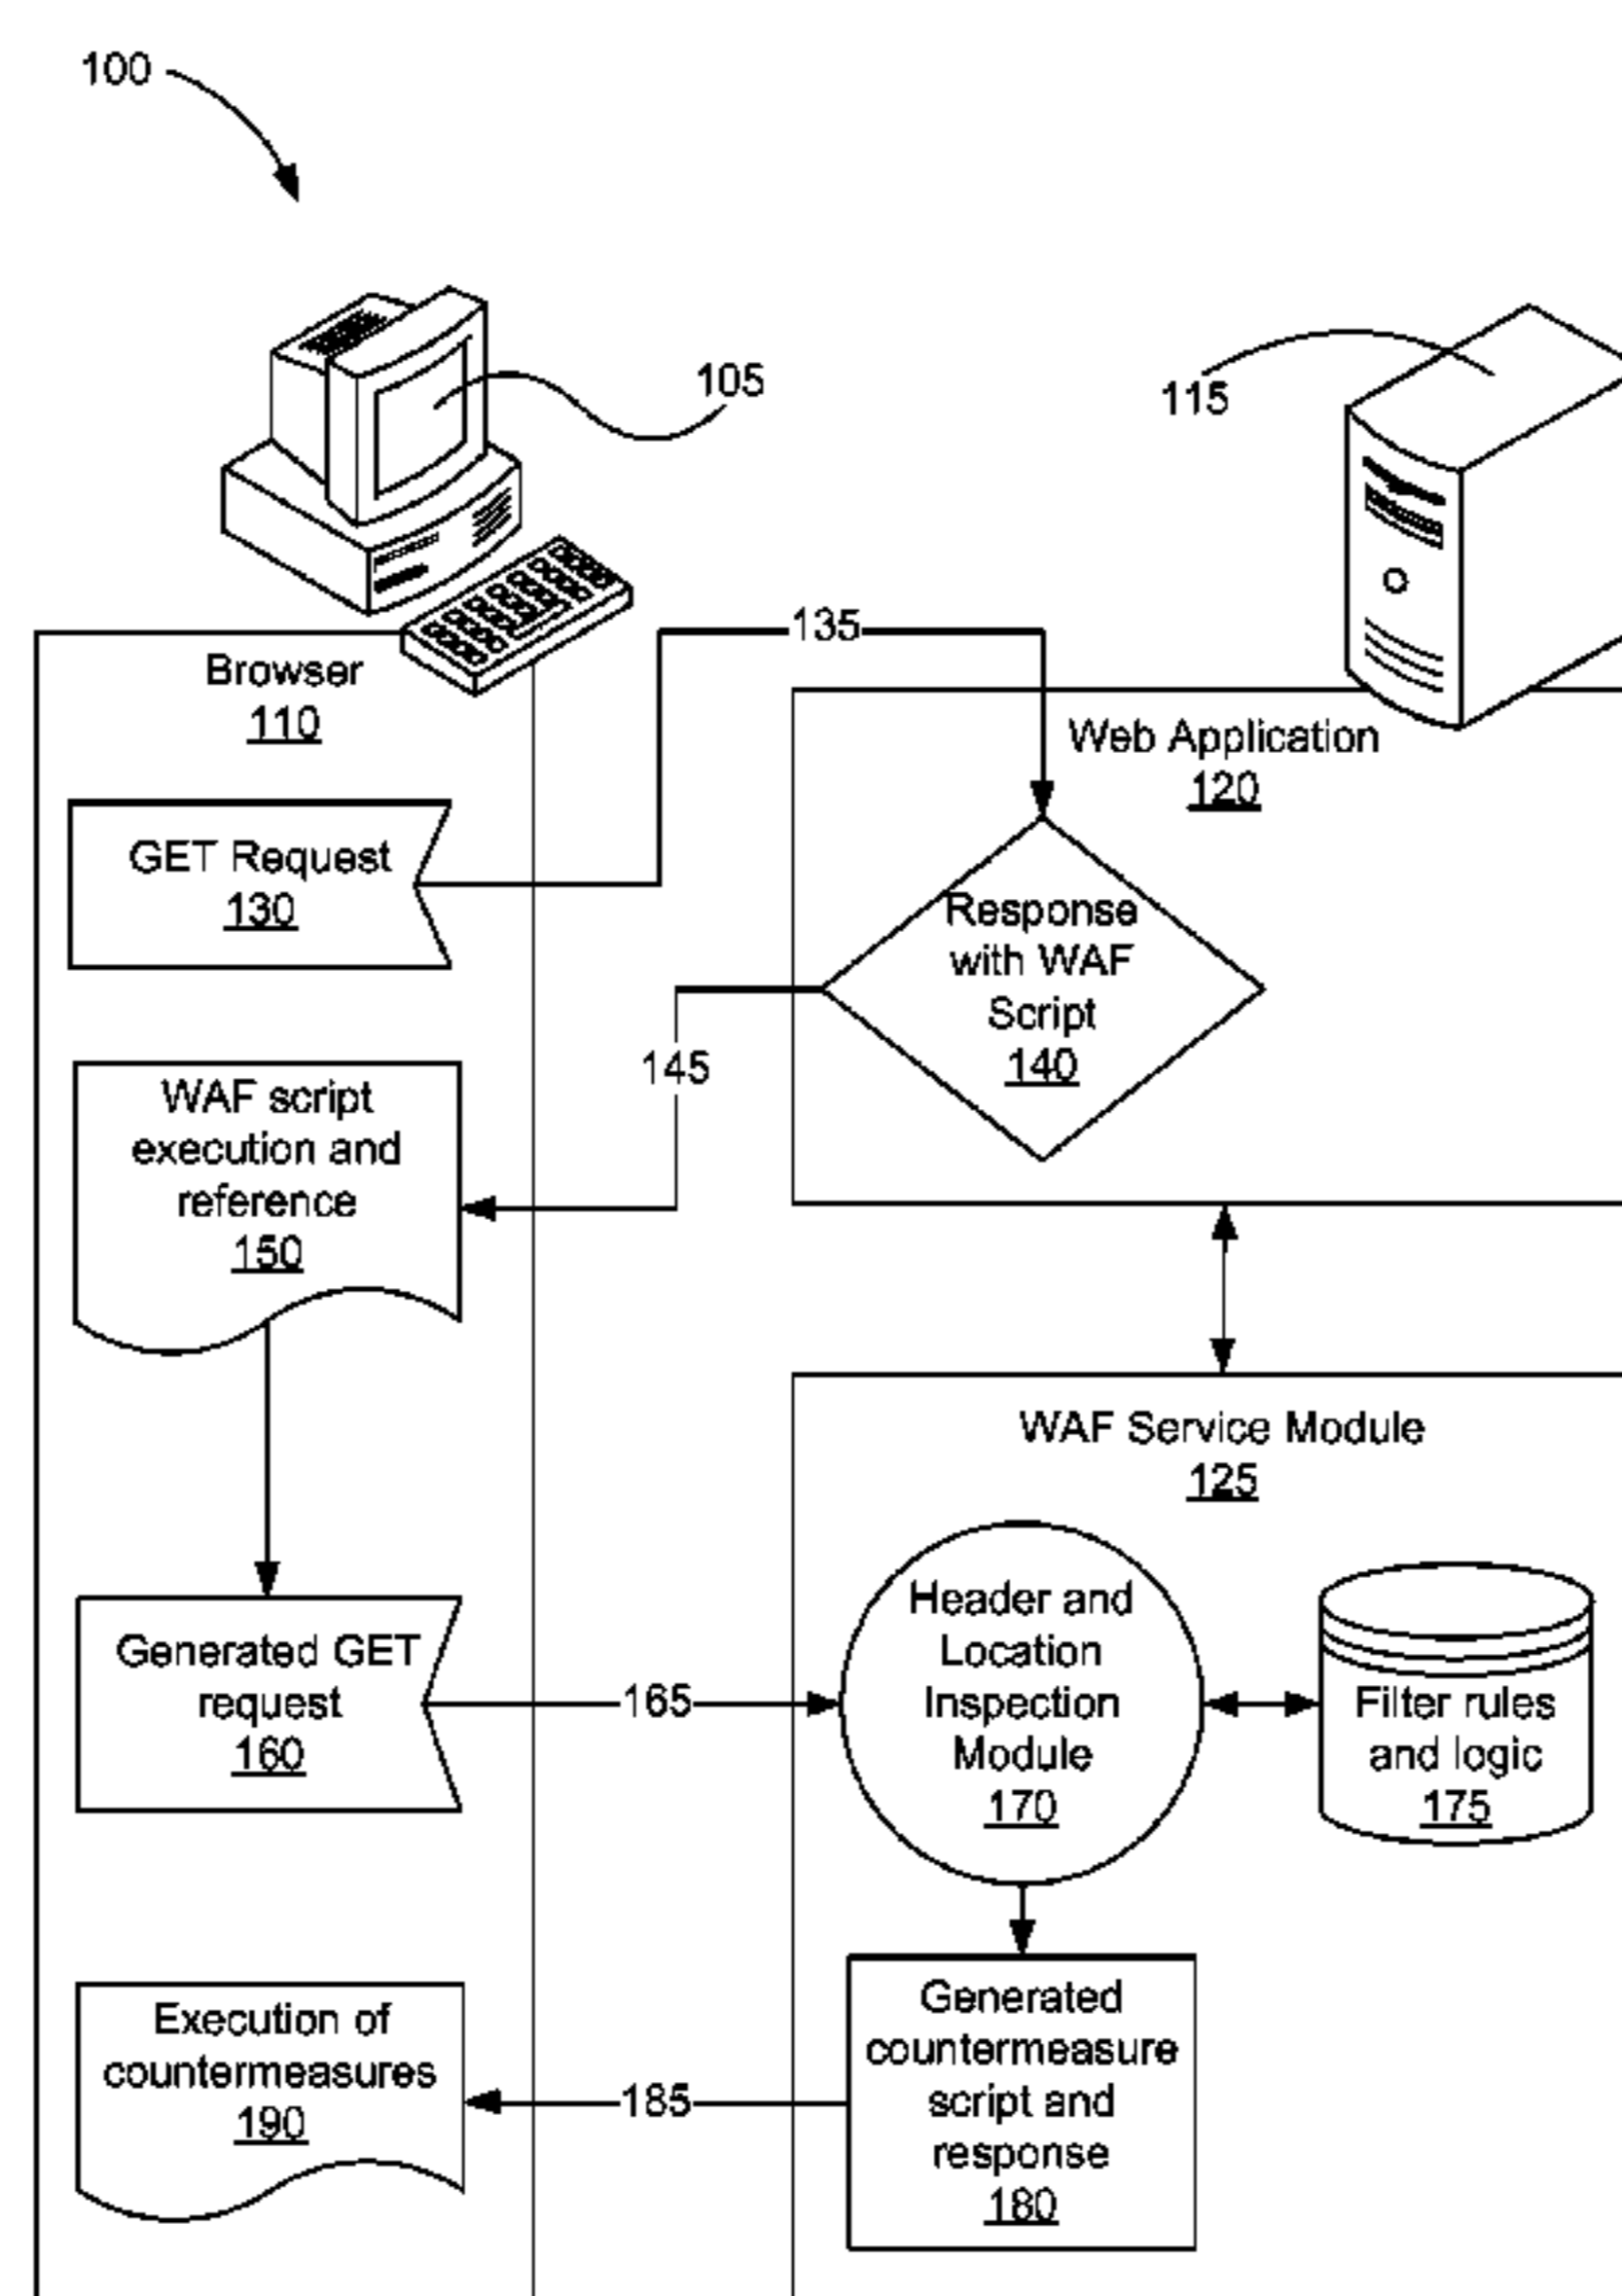 100
105
115
135
Browser
110
Web Application
120
GET Request
130
Response
with WAF
Script
140
145
WAF script
execution and
reference
150
WAF Service Module
125
Header and
Location
Inspection
Module
170
Filter rules
and logic
175
Generated GET
request
160
165
Generated
countermeasure
script and
response
180
Execution of
countermeasures
190
185